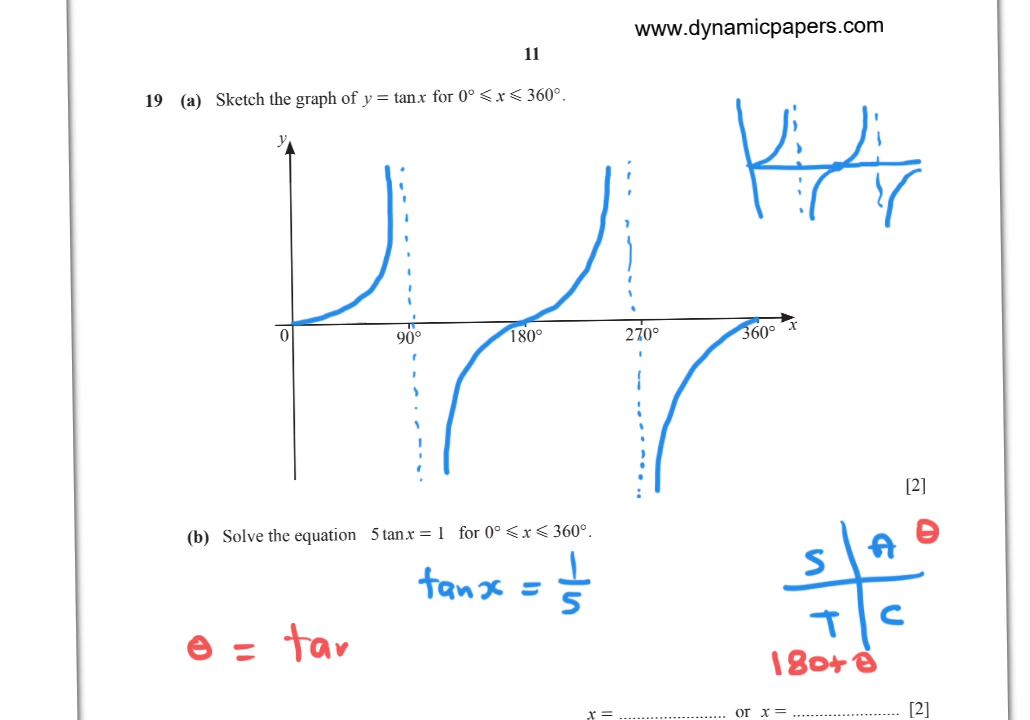 www.dynamicpapers.com
11
19 (a) Sketch the graph of y = tan x for 0° ⩽ x ⩽ 360°.
y
0 90° 180° 270° 360° x
[2]
(b) Solve the equation 5 tan x = 1 for 0° ⩽ x ⩽ 360°.
S A θ
tan x = 1/5
T C
θ = tan
180+θ
x = ........................ or x = ........................ [2]